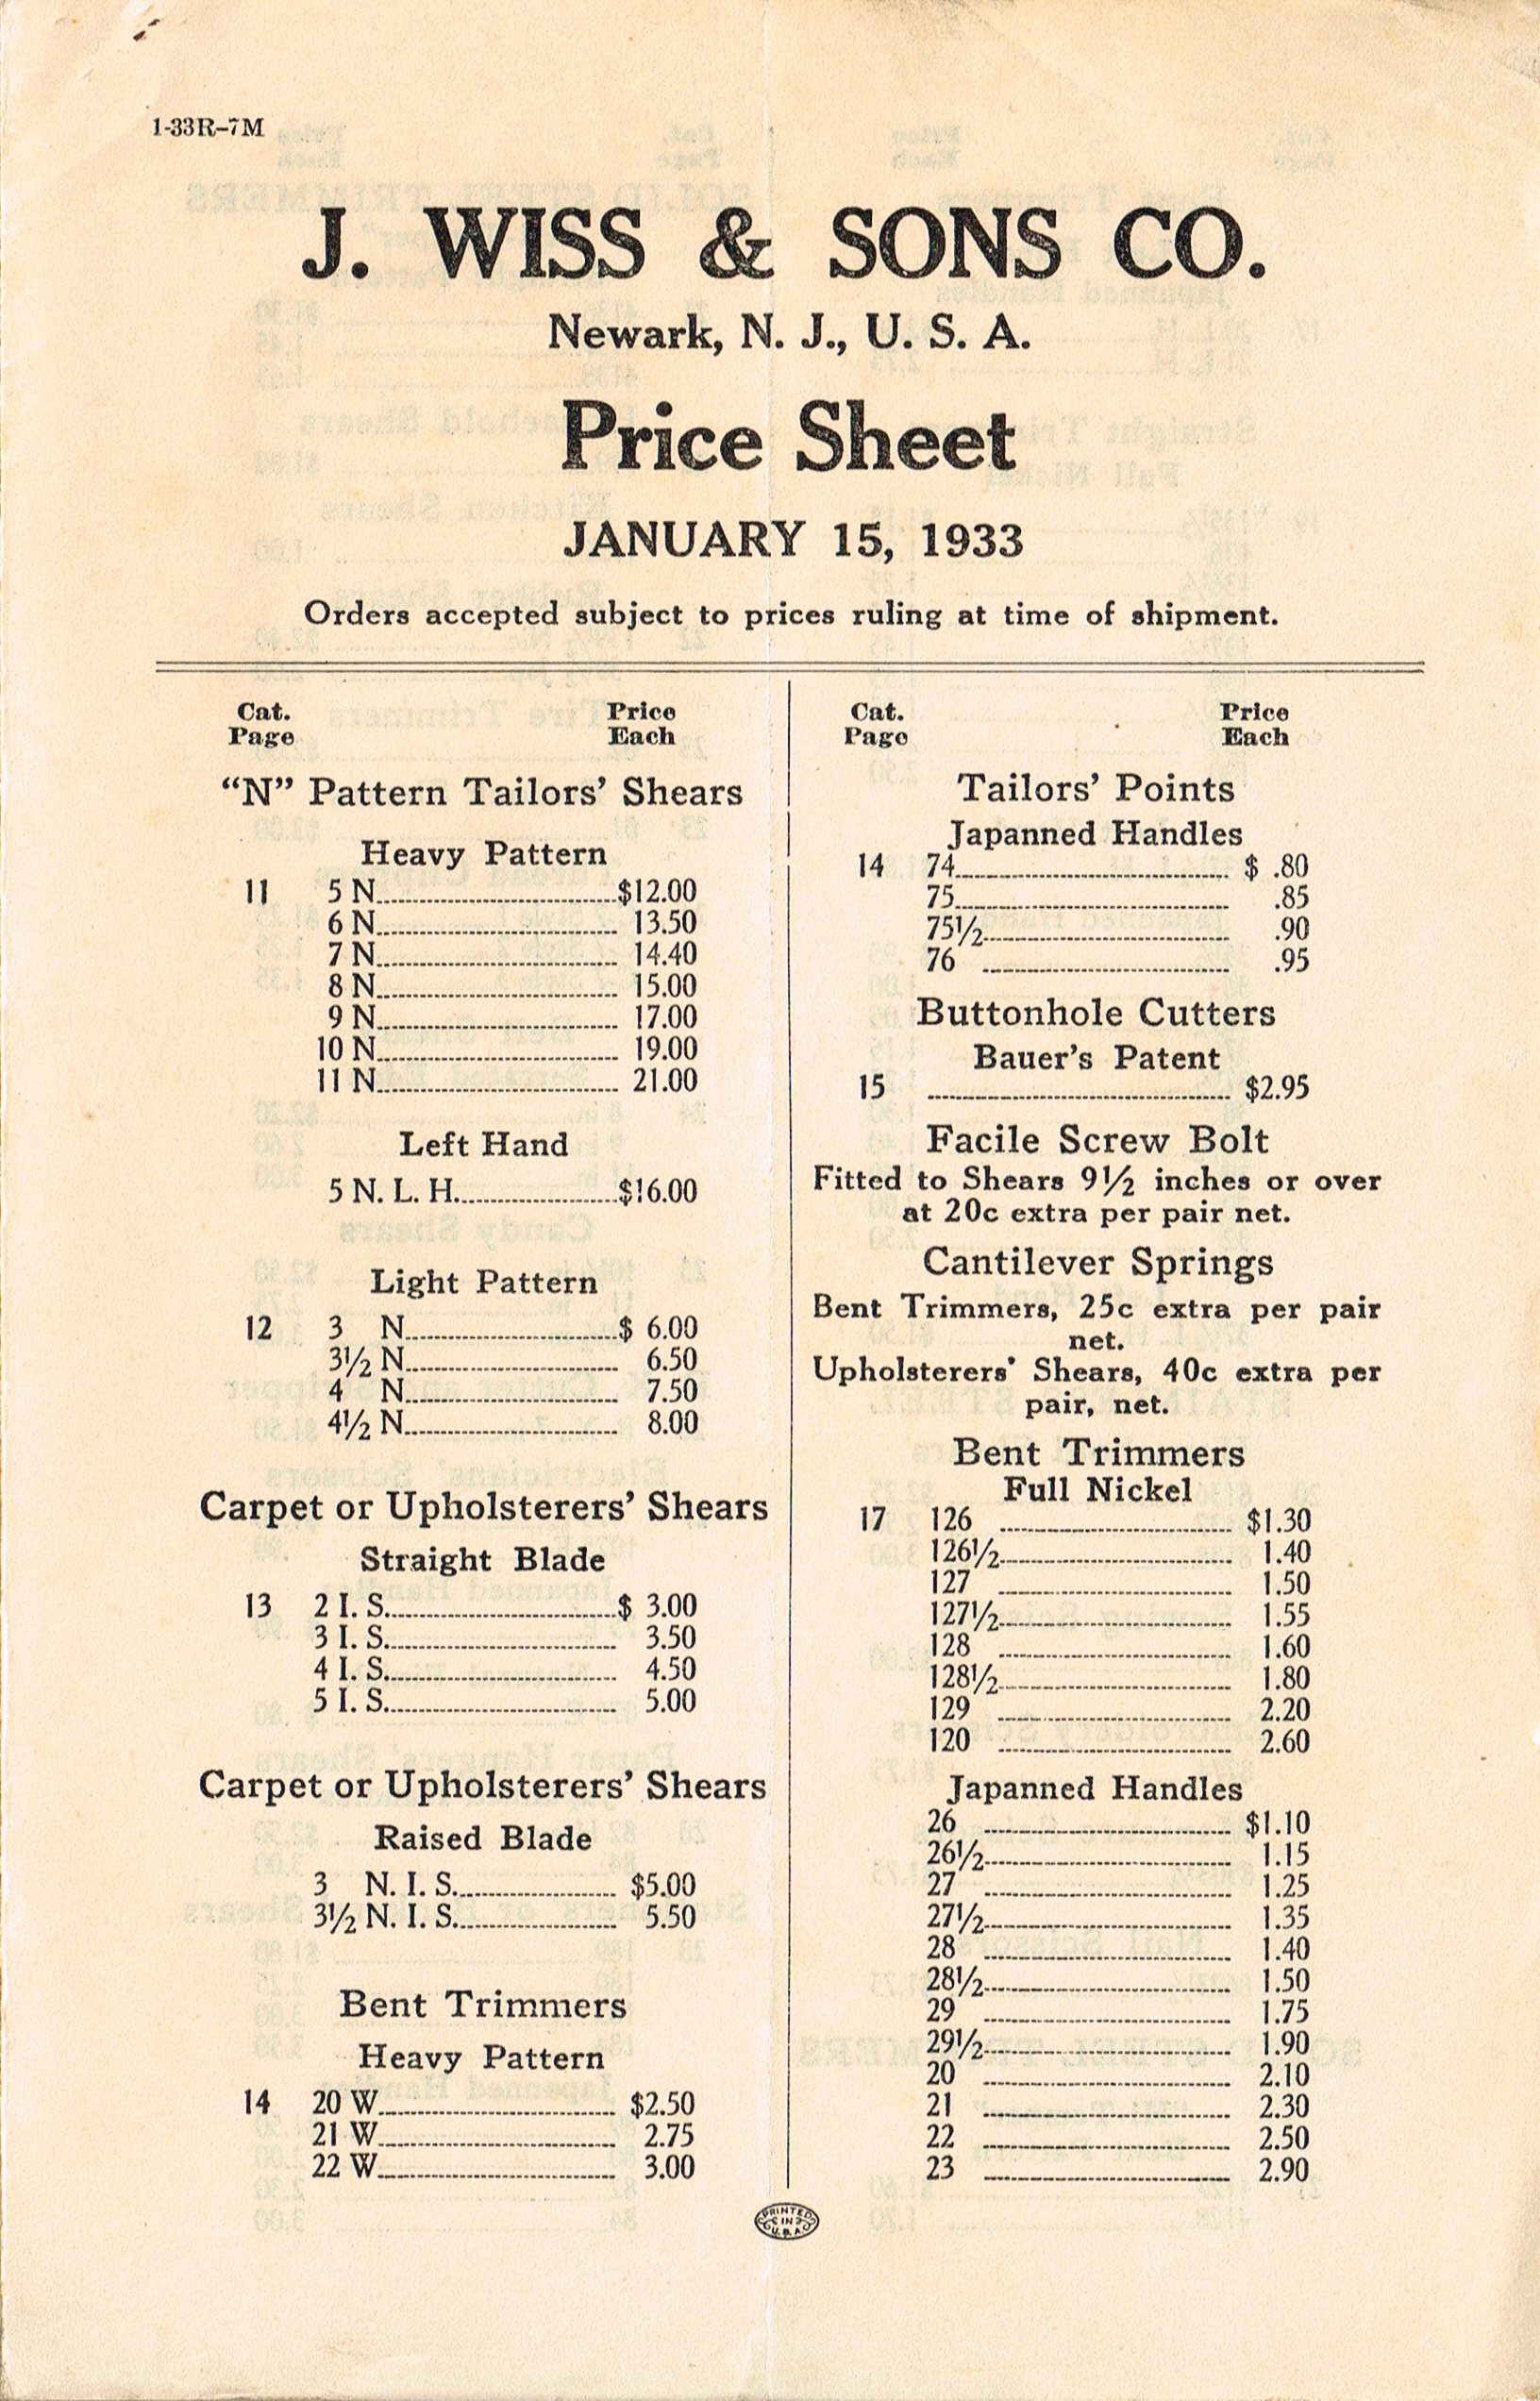 1-33R-7M
J. WISS & SONS CO.
Newark, N. J., U. S. A.
Price Sheet
JANUARY 15, 1933
Orders accepted subject to prices ruling at time of shipment.
Cat. Price
Page Each
“N” Pattern Tailors’ Shears
Heavy Pattern
11 5 N $12.00
6 N 13.50
7 N 14.40
8 N 15.00
9 N 17.00
10 N 19.00
11 N 21.00
Left Hand
5 N. L. H. $16.00
Light Pattern
12 3 N $ 6.00
3½ N 6.50
4 N 7.50
4½ N 8.00
Carpet or Upholsterers’ Shears
Straight Blade
13 2 I. S. $ 3.00
3 I. S. 3.50
4 I. S. 4.50
5 I. S. 5.00
Carpet or Upholsterers’ Shears
Raised Blade
3 N. I. S. $5.00
3½ N. I. S. 5.50
Bent Trimmers
Heavy Pattern
14 20 W $2.50
21 W 2.75
22 W 3.00
Cat. Price
Page Each
Tailors’ Points
Japanned Handles
14 74 $ .80
75 .85
75½ .90
76 .95
Buttonhole Cutters
Bauer’s Patent
15 $2.95
Facile Screw Bolt
Fitted to Shears 9½ inches or over
at 20c extra per pair net.
Cantilever Springs
Bent Trimmers, 25c extra per pair
net.
Upholsterers’ Shears, 40c extra per
pair, net.
Bent Trimmers
Full Nickel
17 126 $1.30
126½ 1.40
127 1.50
127½ 1.55
128 1.60
128½ 1.80
129 2.20
120 2.60
Japanned Handles
26 $1.10
26½ 1.15
27 1.25
27½ 1.35
28 1.40
28½ 1.50
29 1.75
29½ 1.90
20 2.10
21 2.30
22 2.50
23 2.90
PRINTED
IN
U.S.A.